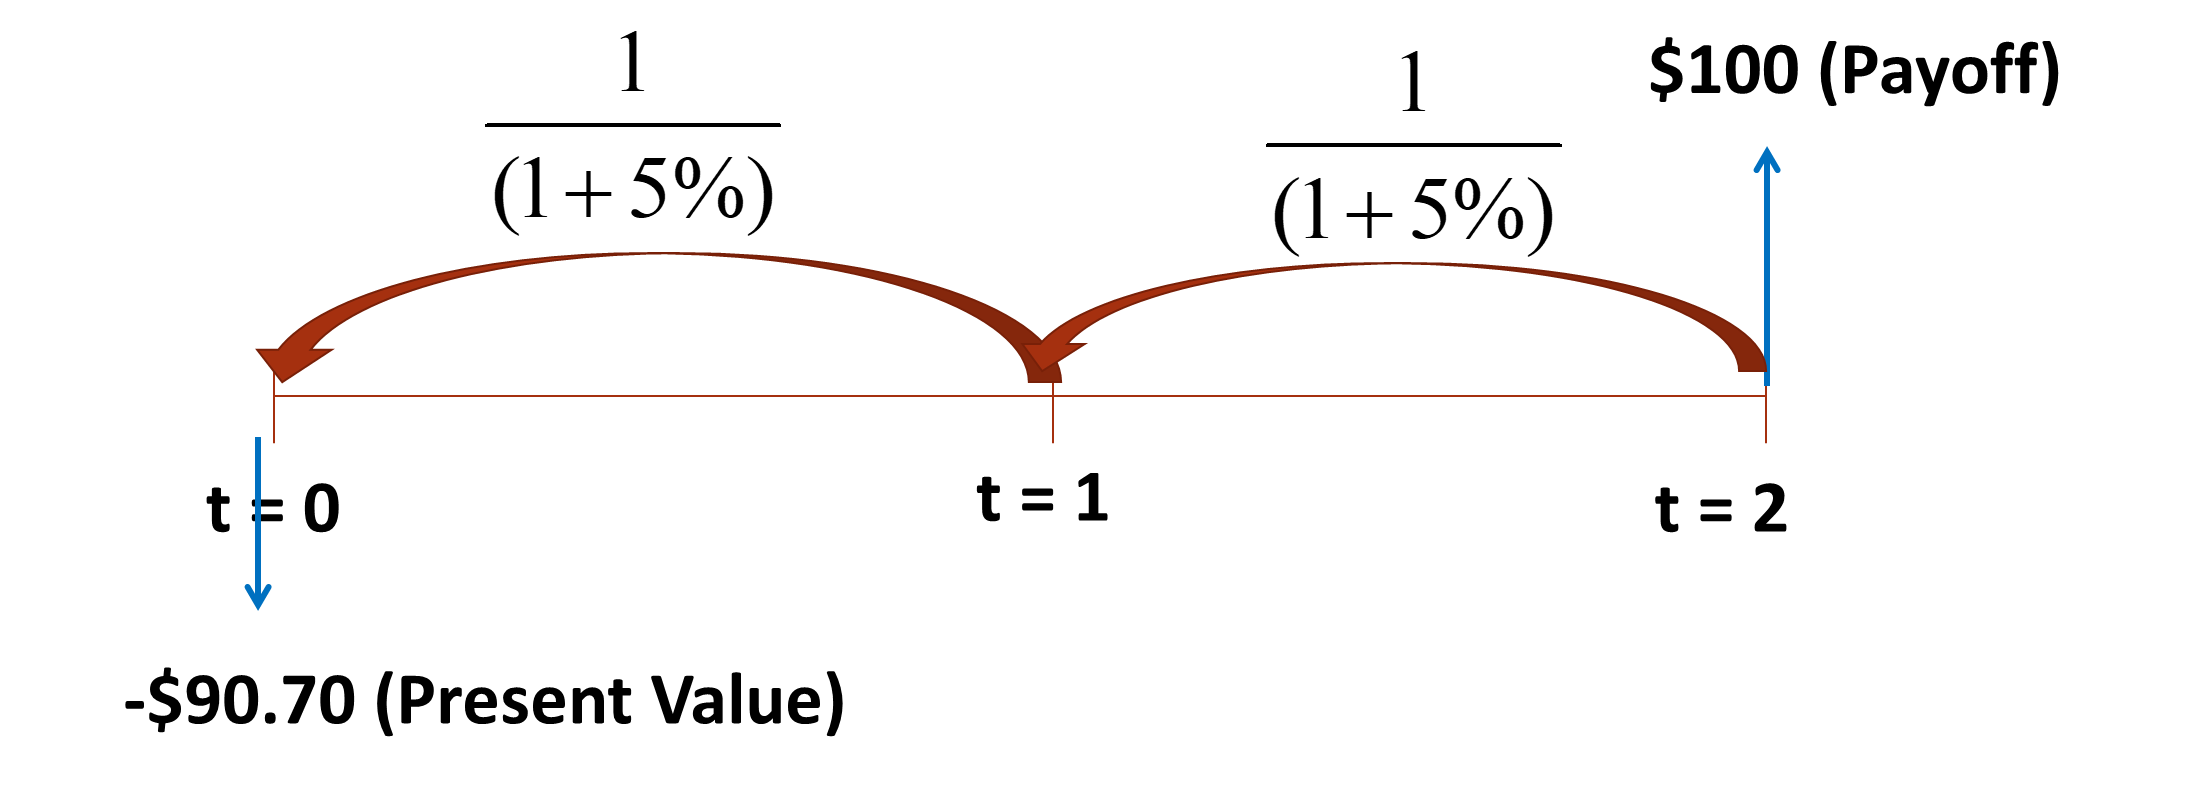 1
(1+5%)
1
(1+5%)
$100 (Payoff)
t = 0
t = 1
t = 2
-$90.70 (Present Value)